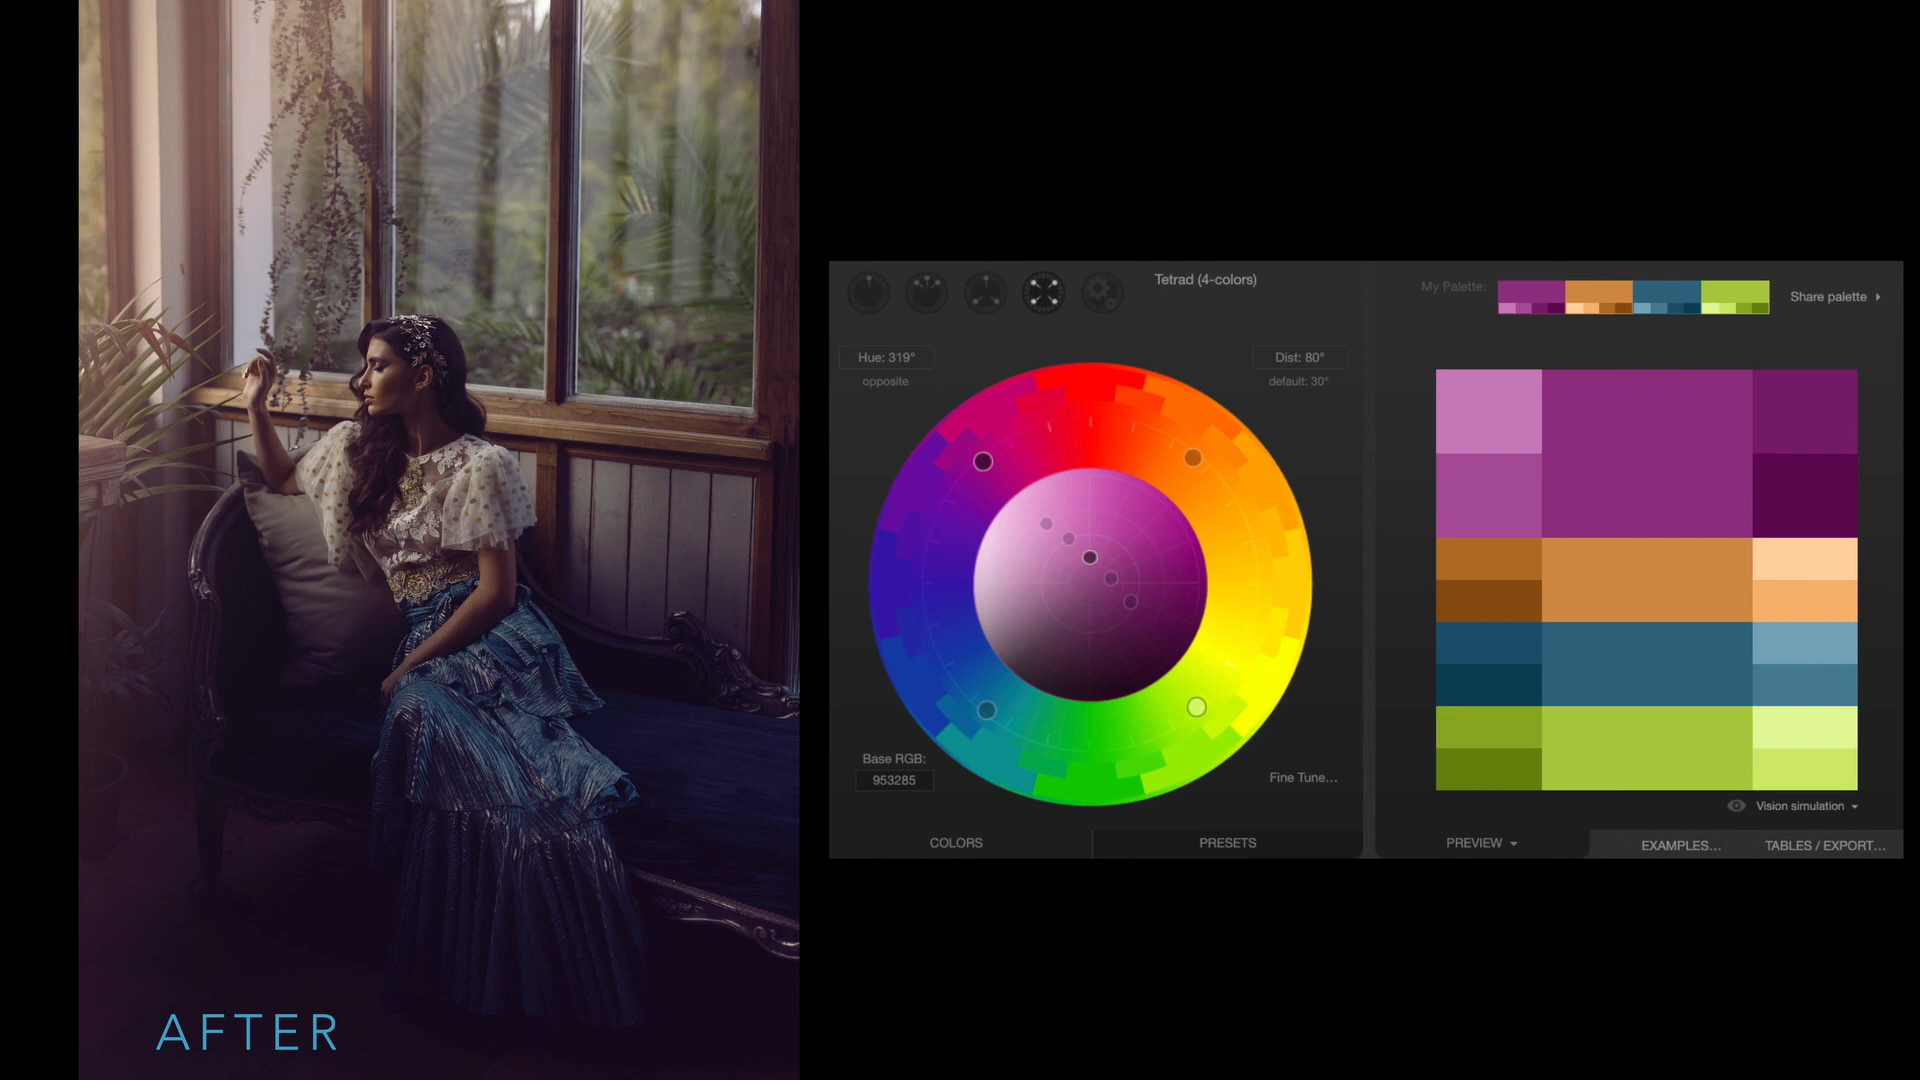 AFTER
Tetrad (4-colors)
Hue: 319°
opposite
Dist: 80°
default: 30°
Base RGB:
953285
Fine Tune...
COLORS
PRESETS
My Palette:
Share palette
Vision simulation
PREVIEW
EXAMPLES...
TABLES / EXPORT...